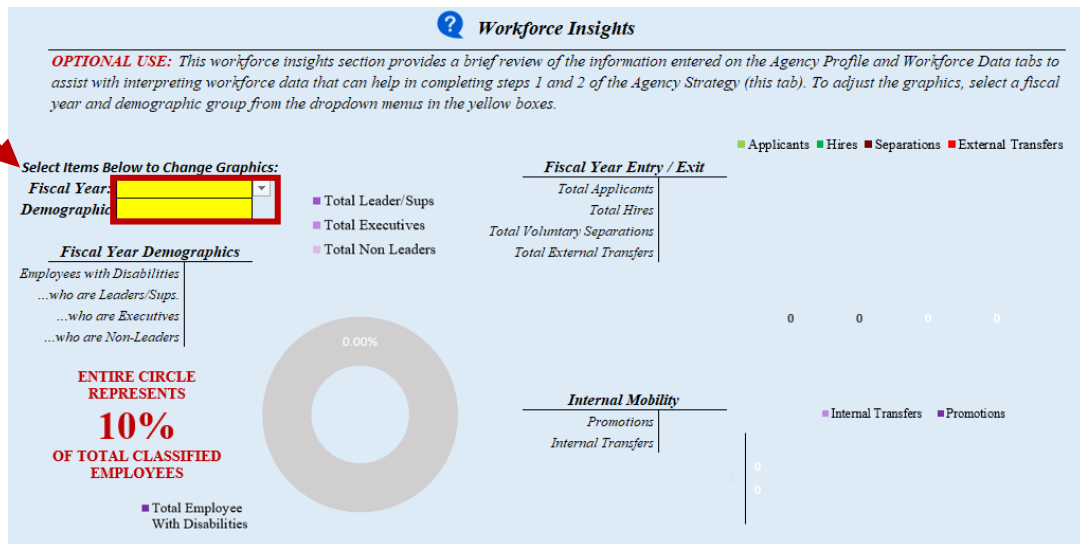 ? Workforce Insights
OPTIONAL USE: This workforce insights section provides a brief review of the information entered on the Agency Profile and Workforce Data tabs to
assist with interpreting workforce data that can help in completing steps 1 and 2 of the Agency Strategy (this tab). To adjust the graphics, select a fiscal
year and demographic group from the dropdown menus in the yellow boxes.
Select Items Below to Change Graphics:
Fiscal Year:
Demographic
Total Leader/Sups
Total Executives
Total Non Leaders
Fiscal Year Demographics
Employees with Disabilities
...who are Leaders/Sups.
...who are Executives
...who are Non-Leaders
ENTIRE CIRCLE
REPRESENTS
10%
OF TOTAL CLASSIFIED
EMPLOYEES
0.00%
Total Employee
With Disabilities
Fiscal Year Entry / Exit
Total Applicants
Total Hires
Total Voluntary Separations
Total External Transfers
Applicants Hires Separations External Transfers
0 0 0 0
Internal Mobility
Promotions
Internal Transfers
Internal Transfers Promotions
0
0